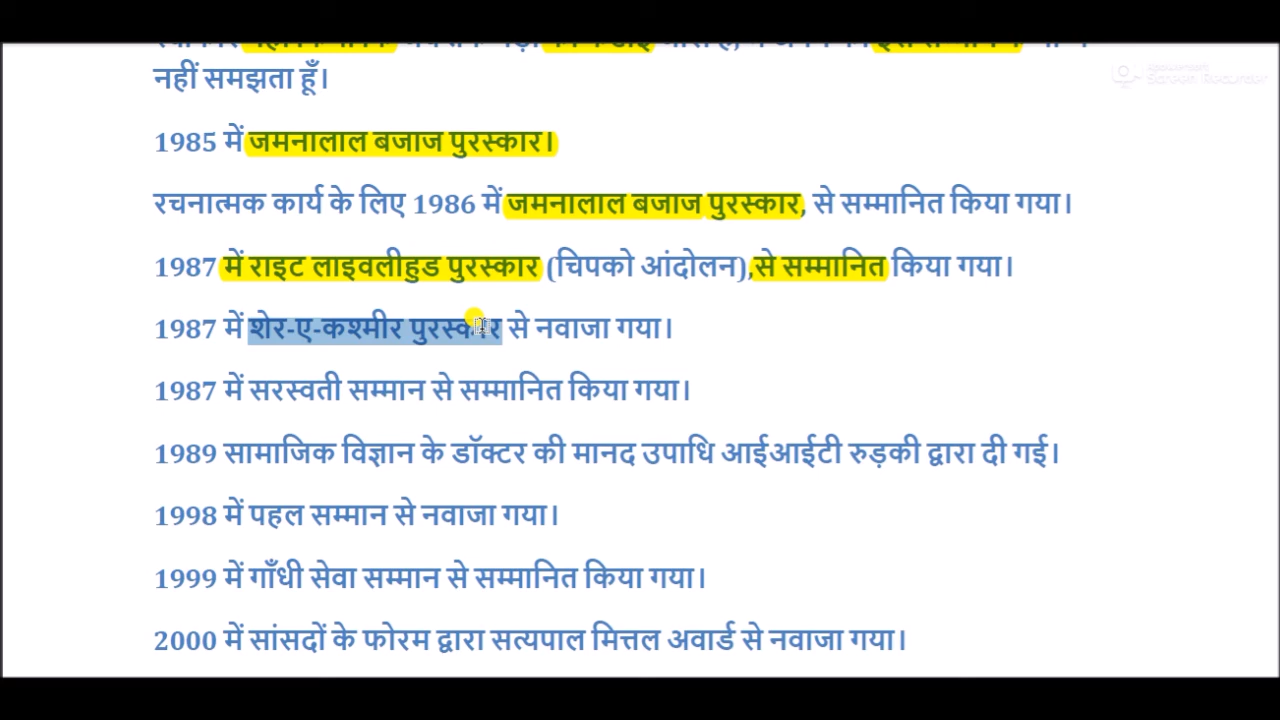 नहीं समझता हूँ।
1985 में जमनालाल बजाज पुरस्कार।
रचनात्मक कार्य के लिए 1986 में जमनालाल बजाज पुरस्कार, से सम्मानित किया गया।
1987 में राइट लाइवलीहुड पुरस्कार (चिपको आंदोलन),से सम्मानित किया गया।
1987 में शेर-ए-कश्मीर पुरस्कार से नवाजा गया।
1987 में सरस्वती सम्मान से सम्मानित किया गया।
1989 सामाजिक विज्ञान के डॉक्टर की मानद उपाधि आईआईटी रुड़की द्वारा दी गई।
1998 में पहल सम्मान से नवाजा गया।
1999 में गाँधी सेवा सम्मान से सम्मानित किया गया।
2000 में सांसदों के फोरम द्वारा सत्यपाल मित्तल अवार्ड से नवाजा गया।
Screen Recorder